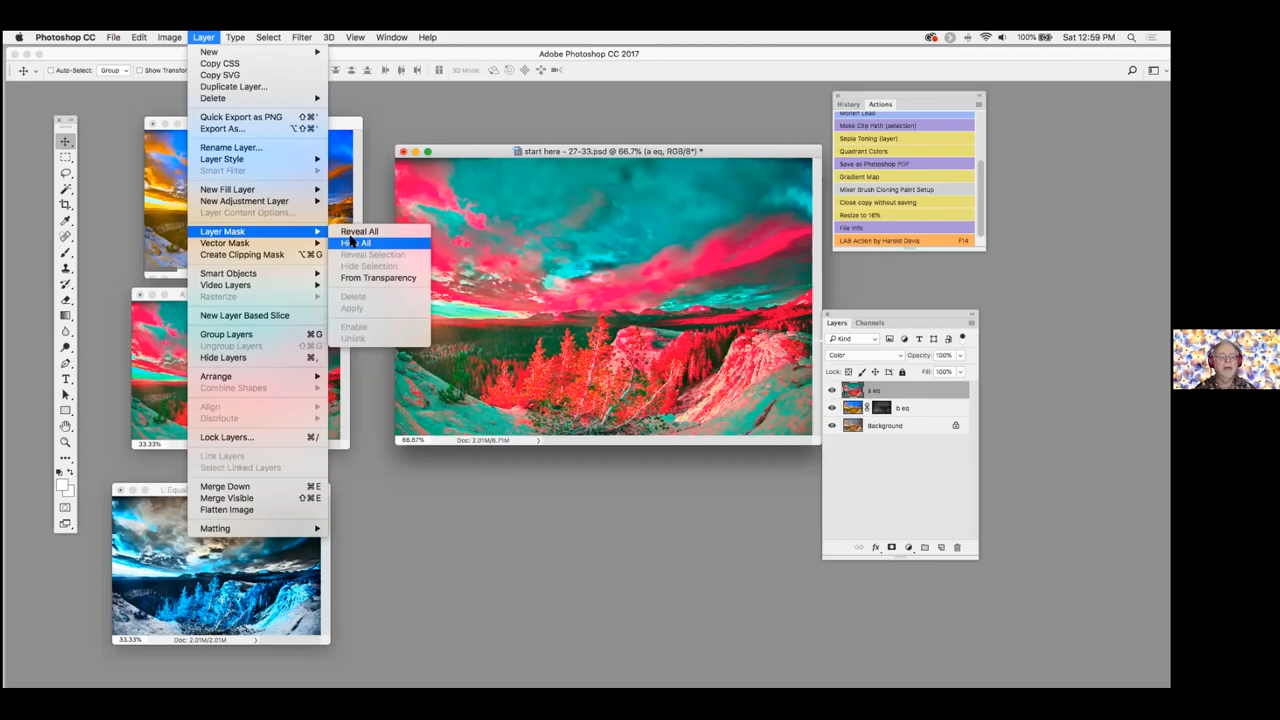 Photoshop CC File Edit Image Layer Type Select Filter 3D View Window Help 100% Sat 12:59 PM
Adobe Photoshop CC 2017
Auto-Select: Group Show Transfor 3D Mode:
New
Copy CSS
Copy SVG
Duplicate Layer...
Delete
Quick Export as PNG ⇧⌘'
Export As... ⌥⇧⌘'
Rename Layer...
Layer Style
Smart Filter
New Fill Layer
New Adjustment Layer
Layer Content Options...
Layer Mask
Vector Mask
Create Clipping Mask ⌥⌘G
Smart Objects
Video Layers
Rasterize
New Layer Based Slice
Group Layers ⌘G
Ungroup Layers ⇧⌘G
Hide Layers ⌘,
Arrange
Combine Shapes
Align
Distribute
Lock Layers... ⌘/
Link Layers
Select Linked Layers
Merge Down ⌘E
Merge Visible ⇧⌘E
Flatten Image
Matting
Reveal All
Hide All
Reveal Selection
Hide Selection
From Transparency
Delete
Apply
Enable
Unlink
start here - 27-33.psd @ 66.7% (a eq, RGB/8*) *
66.67% Doc: 2.01M/6.71M
33.33%
33.33% Doc: 2.01M/2.01M
History Actions
Molten Lead
Make Clip Path (selection)
Sepia Toning (layer)
Quadrant Colors
Save as Photoshop PDF
Gradient Map
Mixer Brush Cloning Paint Setup
Close copy without saving
Resize to 16%
File Info
LAB Action by Harold Davis F14
Layers Channels
Kind
Color Opacity: 100%
Lock: Fill: 100%
a eq
b eq
Background